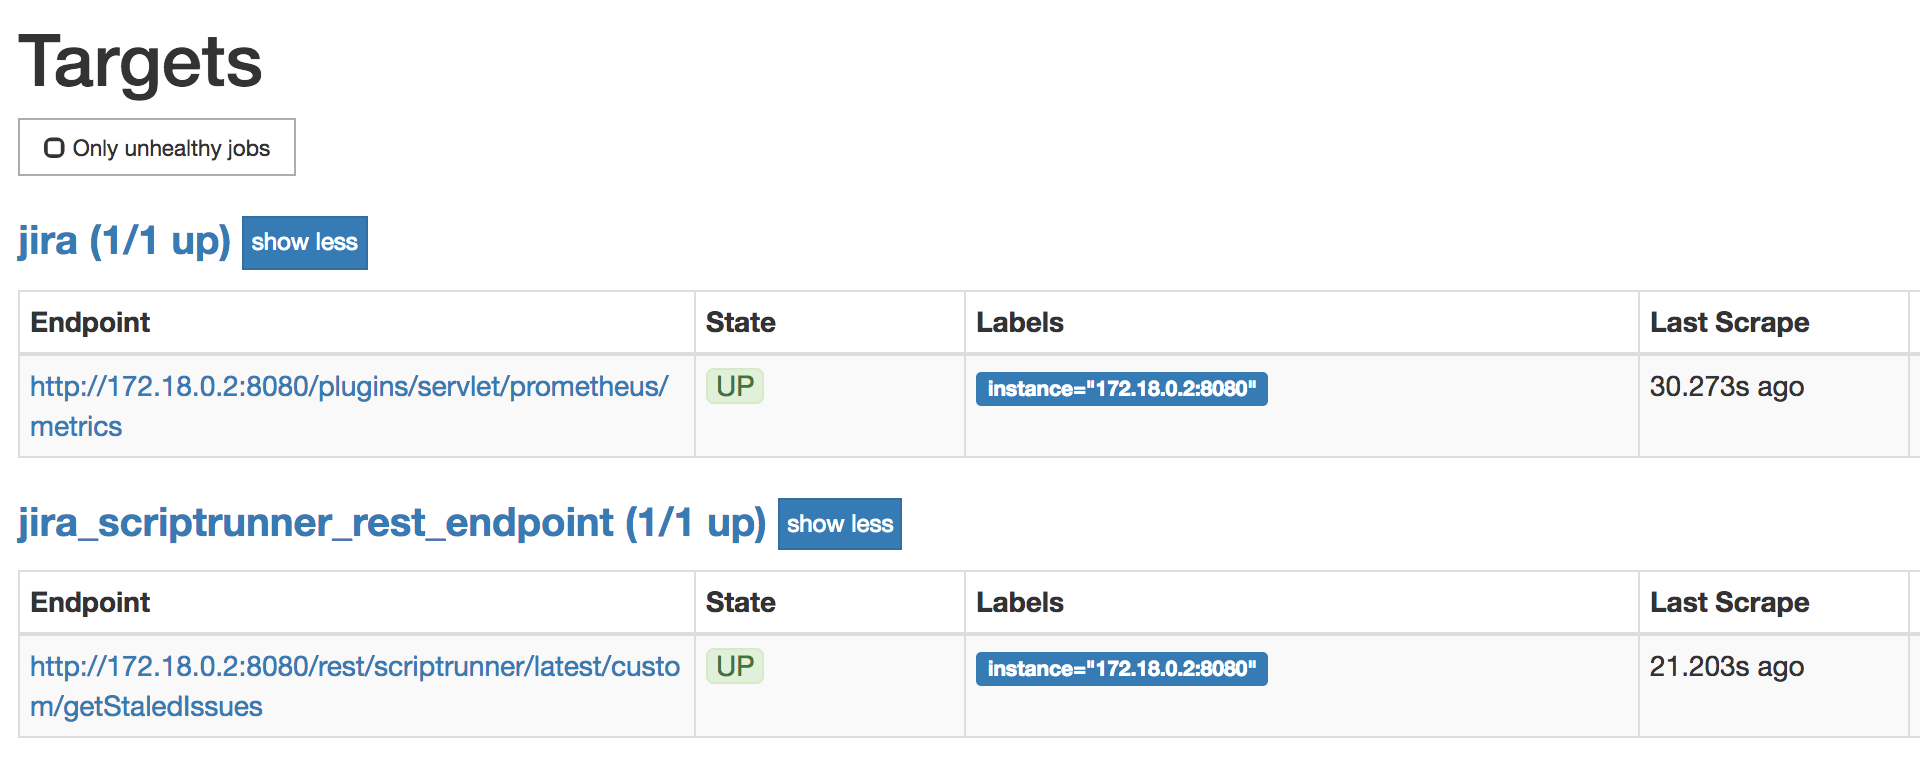 Targets
Only unhealthy jobs
jira (1/1 up) show less
Endpoint State Labels Last Scrape
http://172.18.0.2:8080/plugins/servlet/prometheus/ UP instance="172.18.0.2:8080" 30.273s ago
metrics
jira_scriptrunner_rest_endpoint (1/1 up) show less
Endpoint State Labels Last Scrape
http://172.18.0.2:8080/rest/scriptrunner/latest/custo UP instance="172.18.0.2:8080" 21.203s ago
m/getStaledIssues